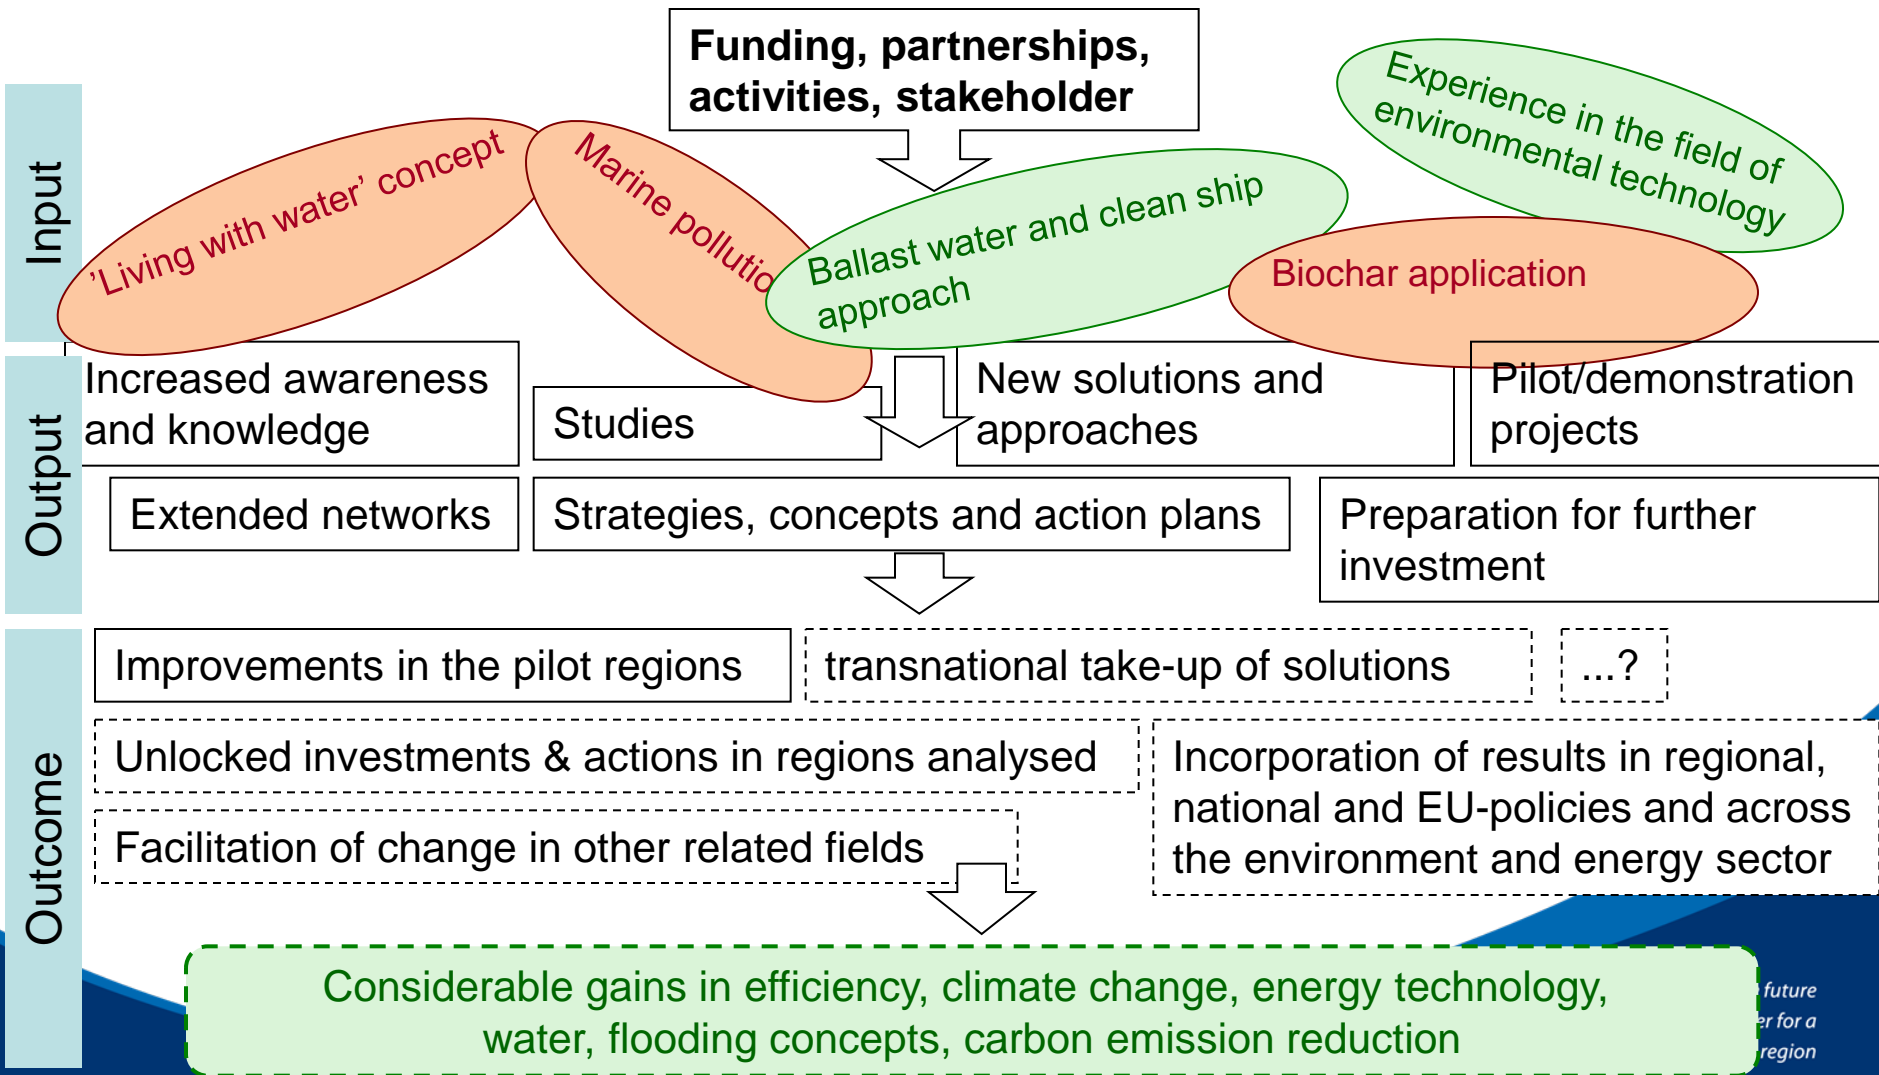 Funding, partnerships,
activities, stakeholder
Experience in the field of
environmental technology
Input
'Living with water' concept
Marine pollutio
Ballast water and clean ship
approach
Biochar application
Output
Increased awareness
and knowledge
Studies
New solutions and
approaches
Pilot/demonstration
projects
Extended networks
Strategies, concepts and action plans
Preparation for further
investment
Outcome
Improvements in the pilot regions
transnational take-up of solutions
...?
Unlocked investments & actions in regions analysed
Incorporation of results in regional,
national and EU-policies and across
the environment and energy sector
Facilitation of change in other related fields
Considerable gains in efficiency, climate change, energy technology,
water, flooding concepts, carbon emission reduction
future
er for a
region